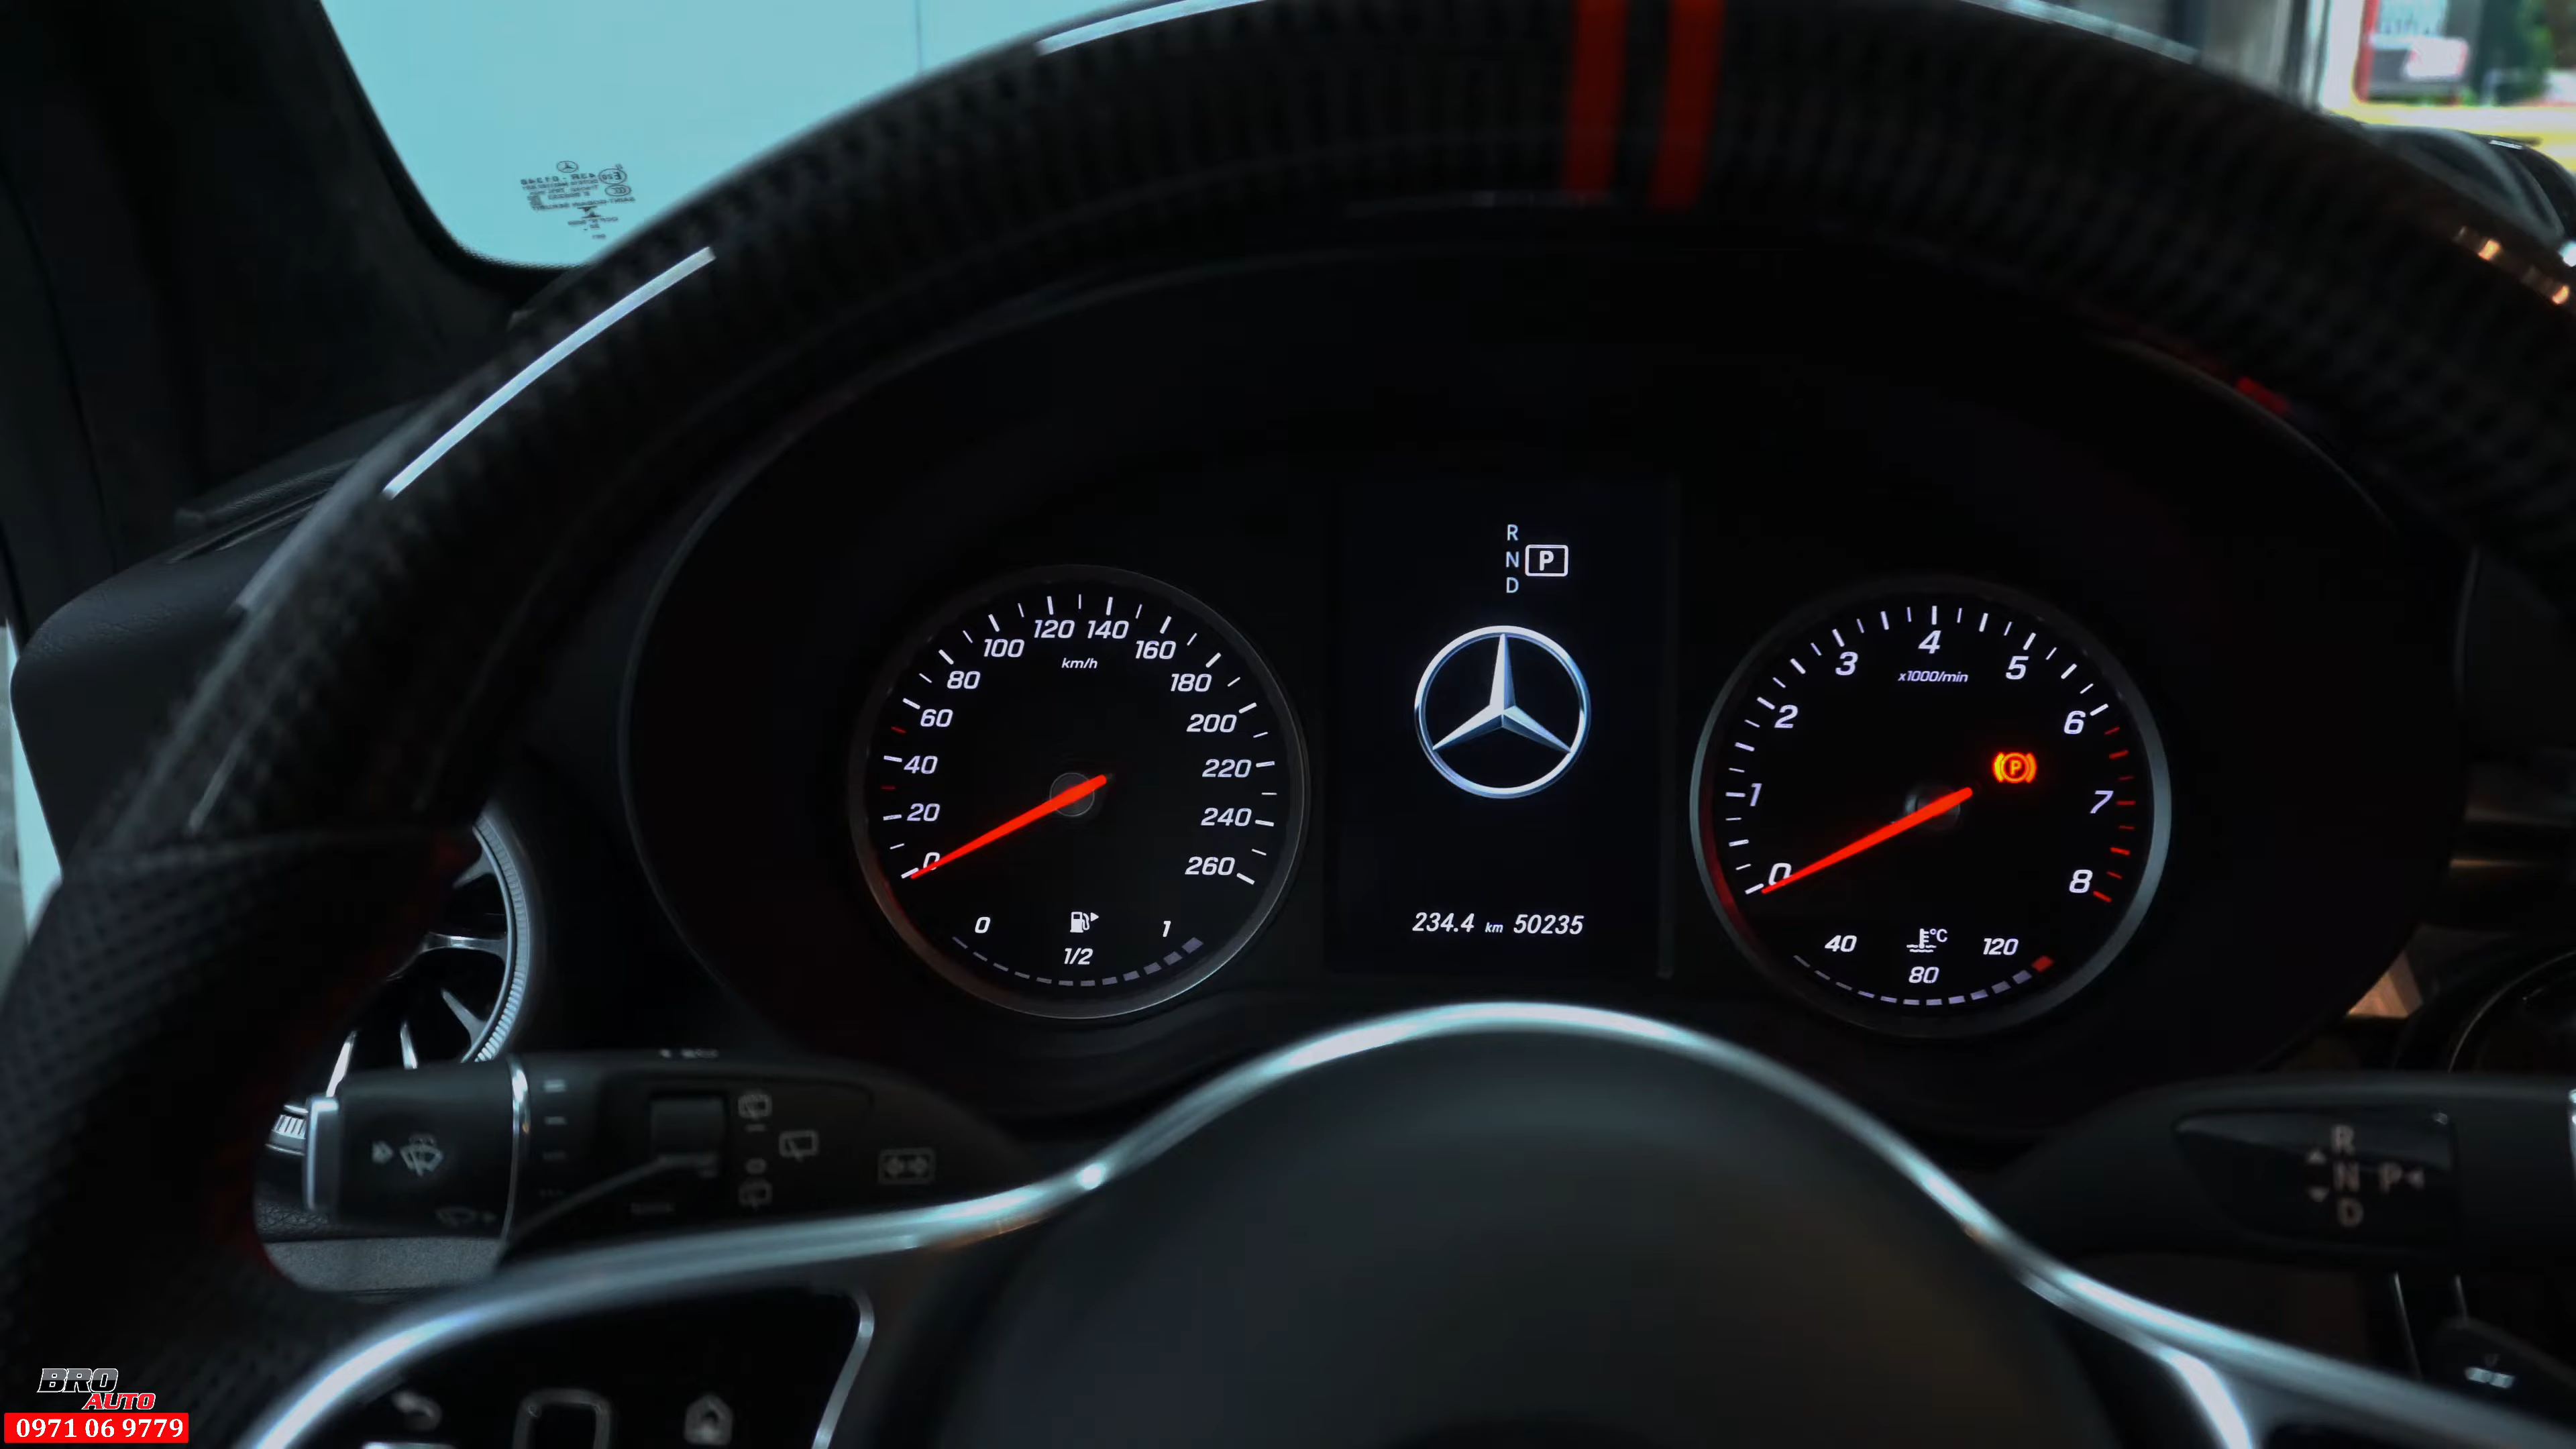 R
N P
D
120 140
100 160
km/h
80 180
60 200
40 220
20 240
0 260
0 1
1/2
234.4 km 50235
4
3 5
x1000/min
2 6
P
1 7
0 8
°C
40 120
80
R
N P
D
BRO
AUTO
0971 06 9779